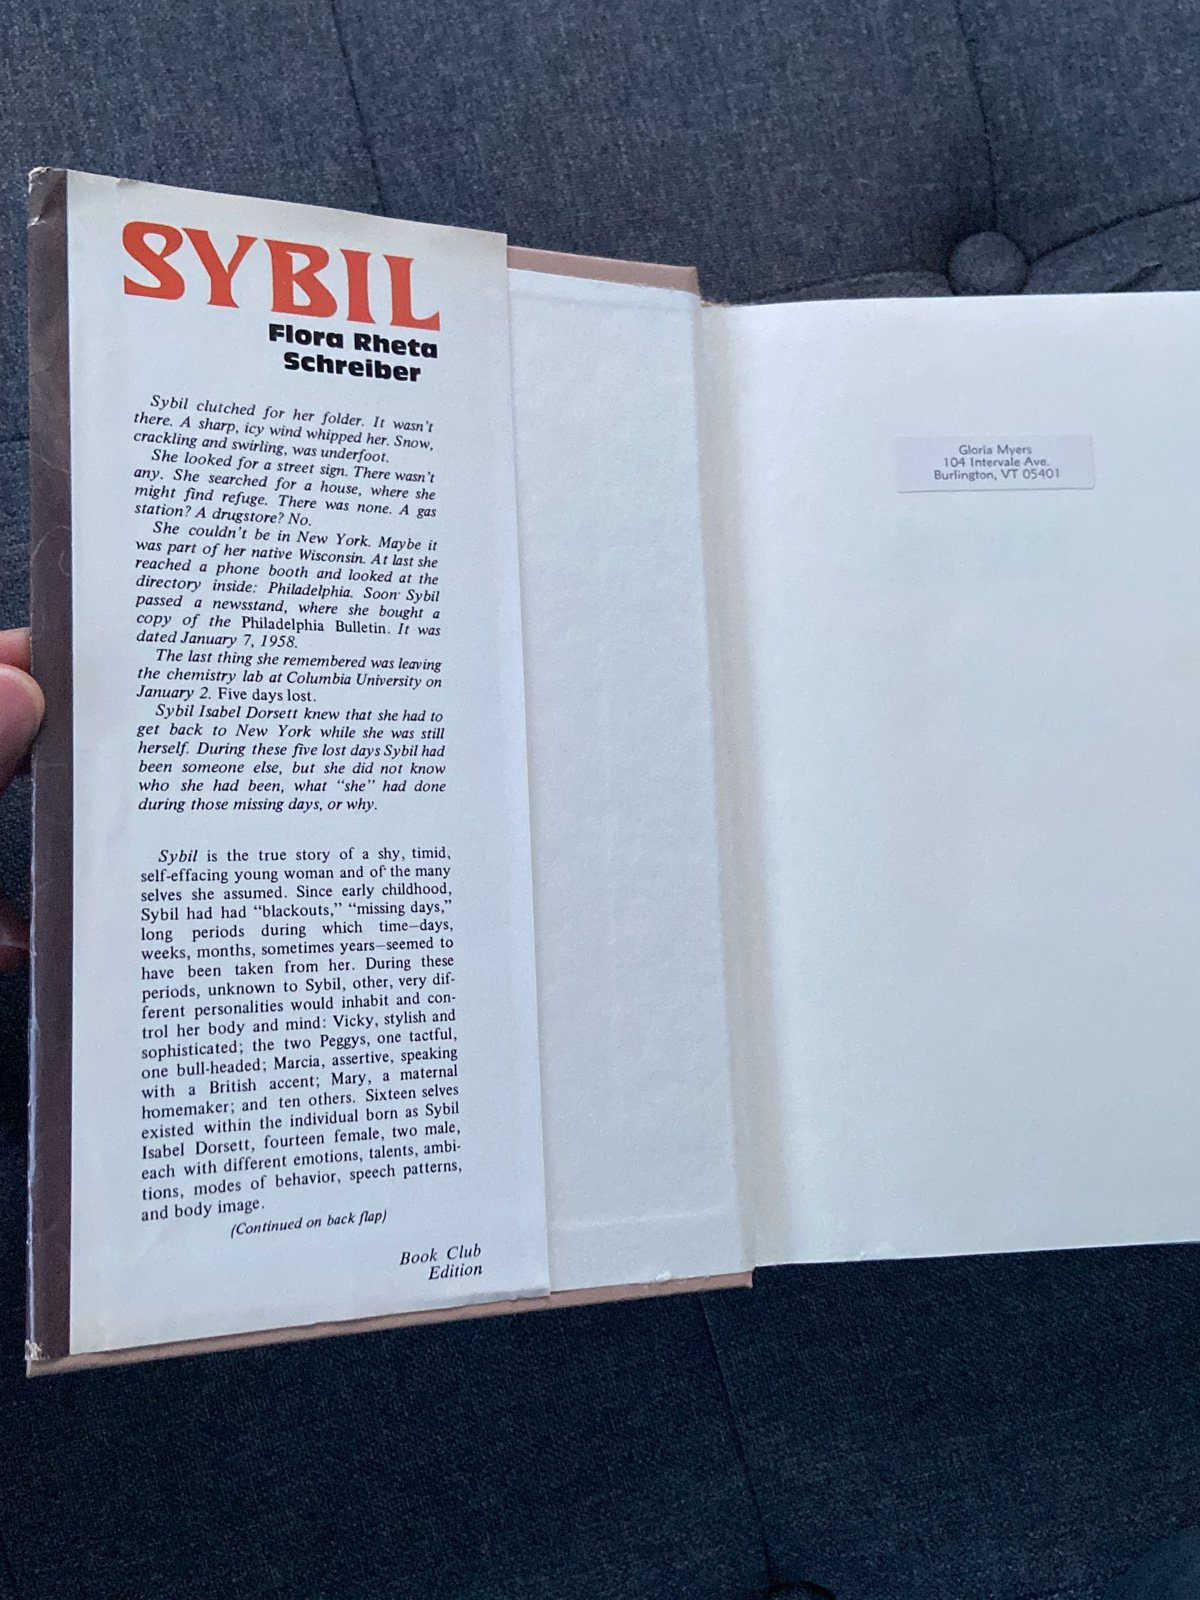 SYBIL
Flora Rheta
Schreiber
Sybil clutched for her folder. It wasn't
there. A sharp, icy wind whipped her. Snow,
crackling and swirling, was underfoot.
She looked for a street sign. There wasn't
any. She searched for a house, where she
might find refuge. There was none. A gas
station? A drugstore? No.
She couldn't be in New York. Maybe it
was part of her native Wisconsin. At last she
reached a phone booth and looked at the
directory inside: Philadelphia. Soon Sybil
passed a newsstand, where she bought a
copy of the Philadelphia Bulletin. It was
dated January 7, 1958.
The last thing she remembered was leaving
the chemistry lab at Columbia University on
January 2. Five days lost.
Sybil Isabel Dorsett knew that she had to
get back to New York while she was still
herself. During these five lost days Sybil had
been someone else, but she did not know
who she had been, what "she" had done
during those missing days, or why.
Sybil is the true story of a shy, timid,
self-effacing young woman and of the many
selves she assumed. Since early childhood,
Sybil had had "blackouts," "missing days,"
long periods during which time—days,
weeks, months, sometimes years—seemed to
have been taken from her. During these
periods, unknown to Sybil, other, very dif-
ferent personalities would inhabit and con-
trol her body and mind: Vicky, stylish and
sophisticated; the two Peggys, one tactful,
one bull-headed; Marcia, assertive, speaking
with a British accent; Mary, a maternal
homemaker; and ten others. Sixteen selves
existed within the individual born as Sybil
Isabel Dorsett, fourteen female, two male,
each with different emotions, talents, ambi-
tions, modes of behavior, speech patterns,
and body image.
(Continued on back flap)
Book Club
Edition
Gloria Myers
104 Intervale Ave.
Burlington, VT 05401